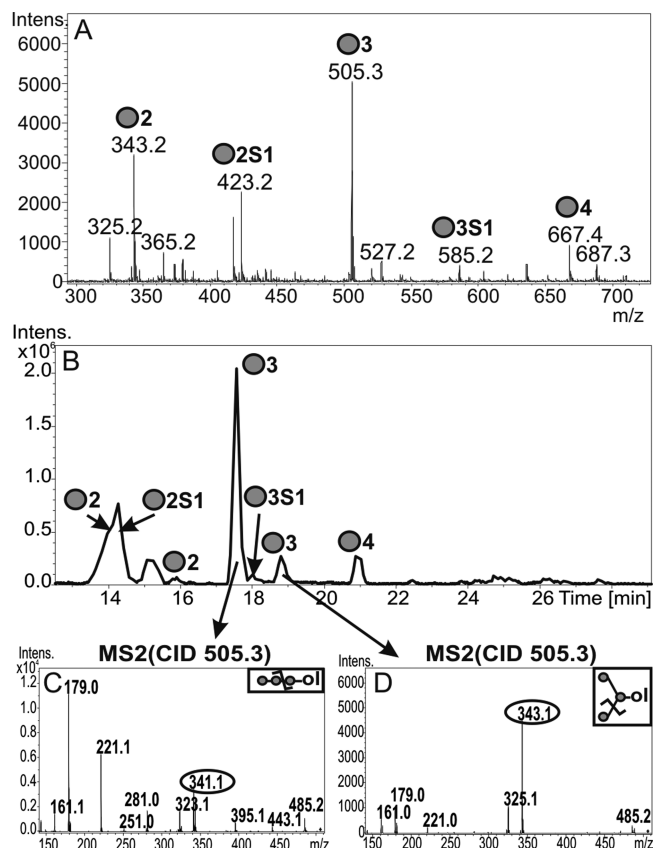 Intens.
A
6000
5000
4000
3000
2000
1000
0
3
505.3
2
343.2
2S1
423.2
325.2
365.2
527.2
3S1
585.2
4
667.4
687.3
300 350 400 450 500 550 600 650 700
m/z
Intens.
x10⁶
B
2.0
1.5
1.0
0.5
0.0
3
2
2S1
2
3S1
3
4
14 16 18 20 22 24 26 Time [min]
MS2(CID 505.3)
Intens.
x10⁴
C
1.2
1.0
0.8
0.6
0.4
0.2
0.0
179.0
ol
221.1
341.1
161.1
281.0
251.0
323.1
395.1
443.1
485.2
150 200 250 300 350 400 450 m/z
MS2(CID 505.3)
Intens.
D
6000
5000
4000
3000
2000
1000
0
ol
343.1
179.0
161.0
221.0
325.1
485.2
150 200 250 300 350 400 450 m/z